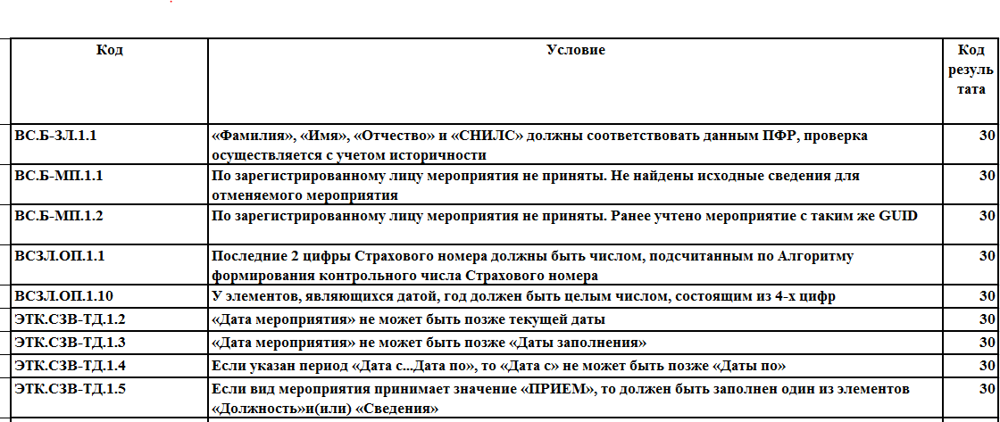 Код Условие Код
резуль
тата
ВС.Б-ЗЛ.1.1 «Фамилия», «Имя», «Отчество» и «СНИЛС» должны соответствовать данным ПФР, проверка 30
осуществляется с учетом историчности
ВС.Б-МП.1.1 По зарегистрированному лицу мероприятия не приняты. Не найдены исходные сведения для 30
отменяемого мероприятия
ВС.Б-МП.1.2 По зарегистрированному лицу мероприятия не приняты. Ранее учтено мероприятие с таким же GUID 30
ВСЗЛ.ОП.1.1 Последние 2 цифры Страхового номера должны быть числом, подсчитанным по Алгоритму 30
формирования контрольного числа Страхового номера
ВСЗЛ.ОП.1.10 У элементов, являющихся датой, год должен быть целым числом, состоящим из 4-х цифр 30
ЭТК.СЗВ-ТД.1.2 «Дата мероприятия» не может быть позже текущей даты 30
ЭТК.СЗВ-ТД.1.3 «Дата мероприятия» не может быть позже «Даты заполнения» 30
ЭТК.СЗВ-ТД.1.4 Если указан период «Дата с...Дата по», то «Дата с» не может быть позже «Даты по» 30
ЭТК.СЗВ-ТД.1.5 Если вид мероприятия принимает значение «ПРИЕМ», то должен быть заполнен один из элементов 30
«Должность»и(или) «Сведения»